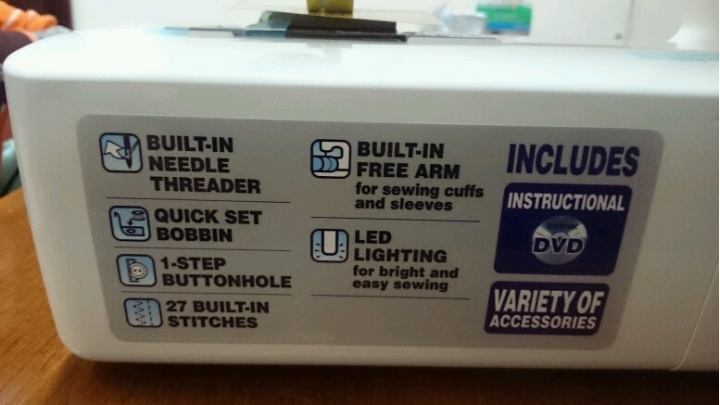 BUILT-IN
NEEDLE
THREADER
QUICK SET
BOBBIN
1-STEP
BUTTONHOLE
27 BUILT-IN
STITCHES
BUILT-IN
FREE ARM
for sewing cuffs
and sleeves
LED
LIGHTING
for bright and
easy sewing
INCLUDES
INSTRUCTIONAL
DVD
VARIETY OF
ACCESSORIES